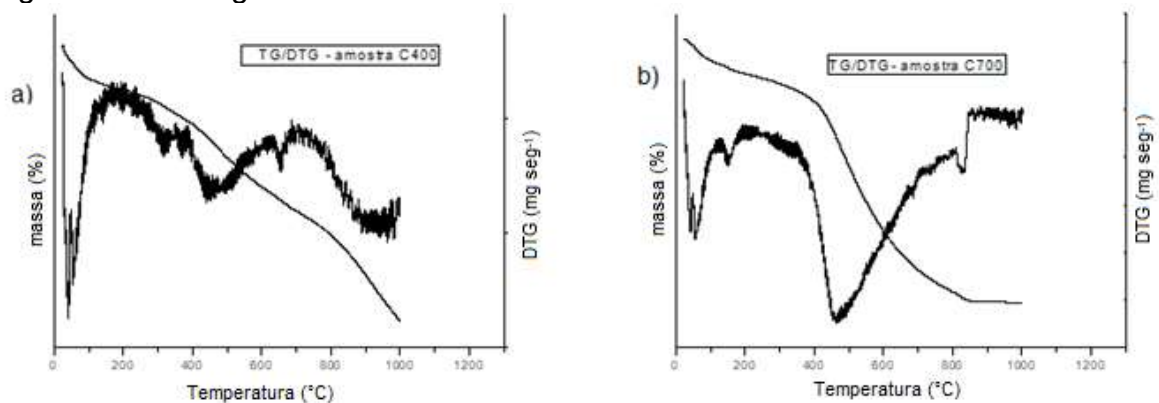 TG/DTG - amostra C400
a)
massa (%)
DTG (mg seg-1)
0 200 400 600 800 1000 1200
Temperatura (°C)
TG/DTG- amostra C700
b)
massa (%)
DTG (mg seg-1)
0 200 400 600 800 1000 1200
Temperatura (°C)